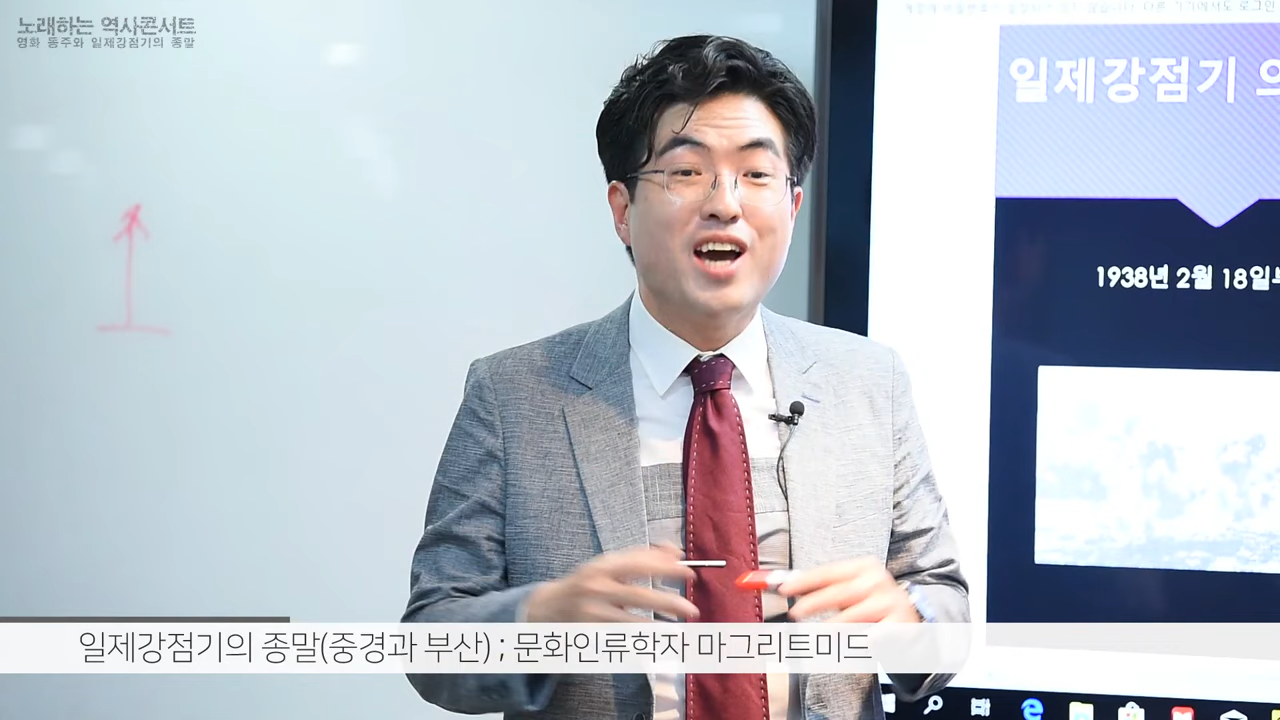 노래하는 역사콘서트
영화 동주와 일제강점기의 종말
일제강점기
1938년 2월 18일
일제강점기의 종말(중경과 부산) ; 문화인류학자 마그리트미드